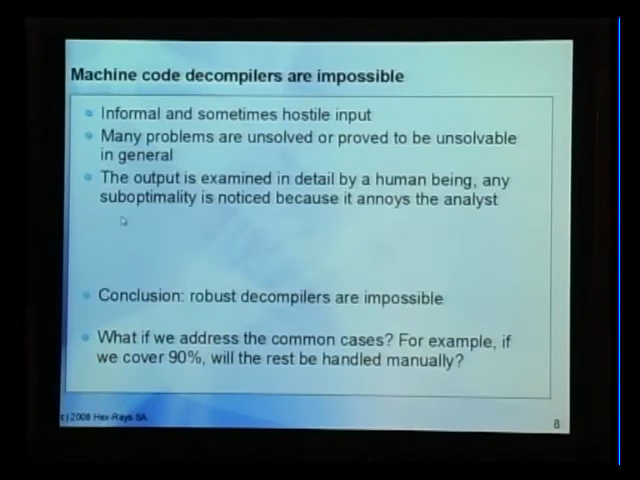 Machine code decompilers are impossible
Informal and sometimes hostile input
Many problems are unsolved or proved to be unsolvable
in general
The output is examined in detail by a human being, any
suboptimality is noticed because it annoys the analyst
Conclusion: robust decompilers are impossible
What if we address the common cases? For example, if
we cover 90%, will the rest be handled manually?
c) 2008 Hex-Rays SA
8